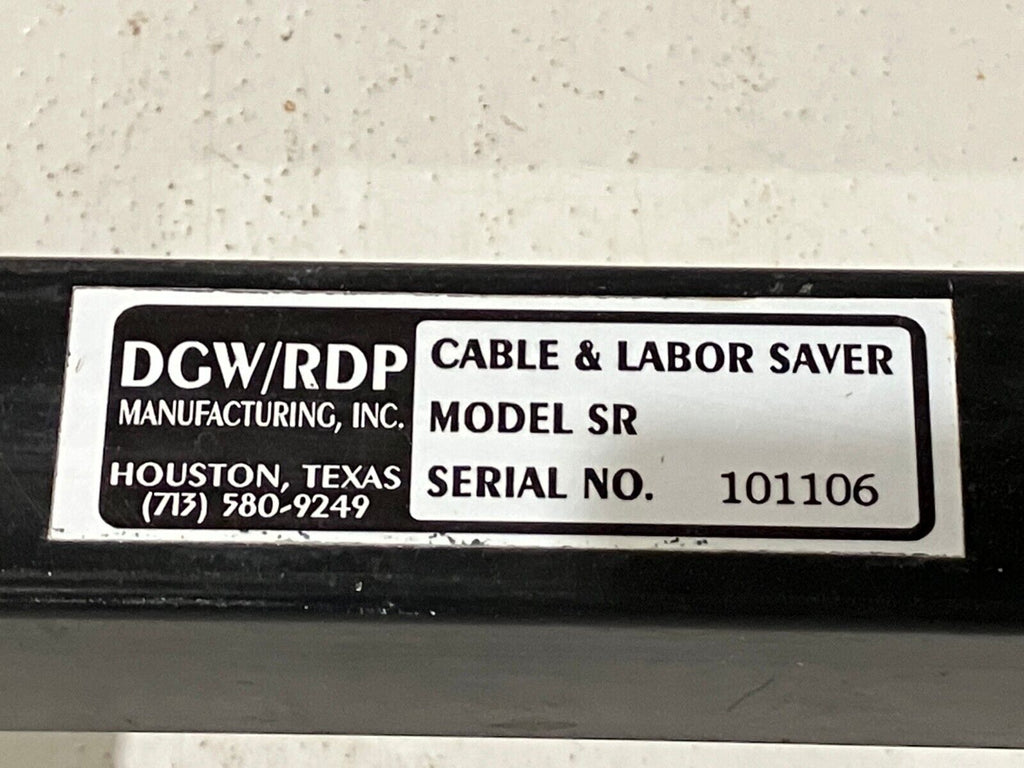 DGW/RDP
MANUFACTURING, INC.
HOUSTON, TEXAS
(713) 580-9249
CABLE & LABOR SAVER
MODEL SR
SERIAL NO. 101106